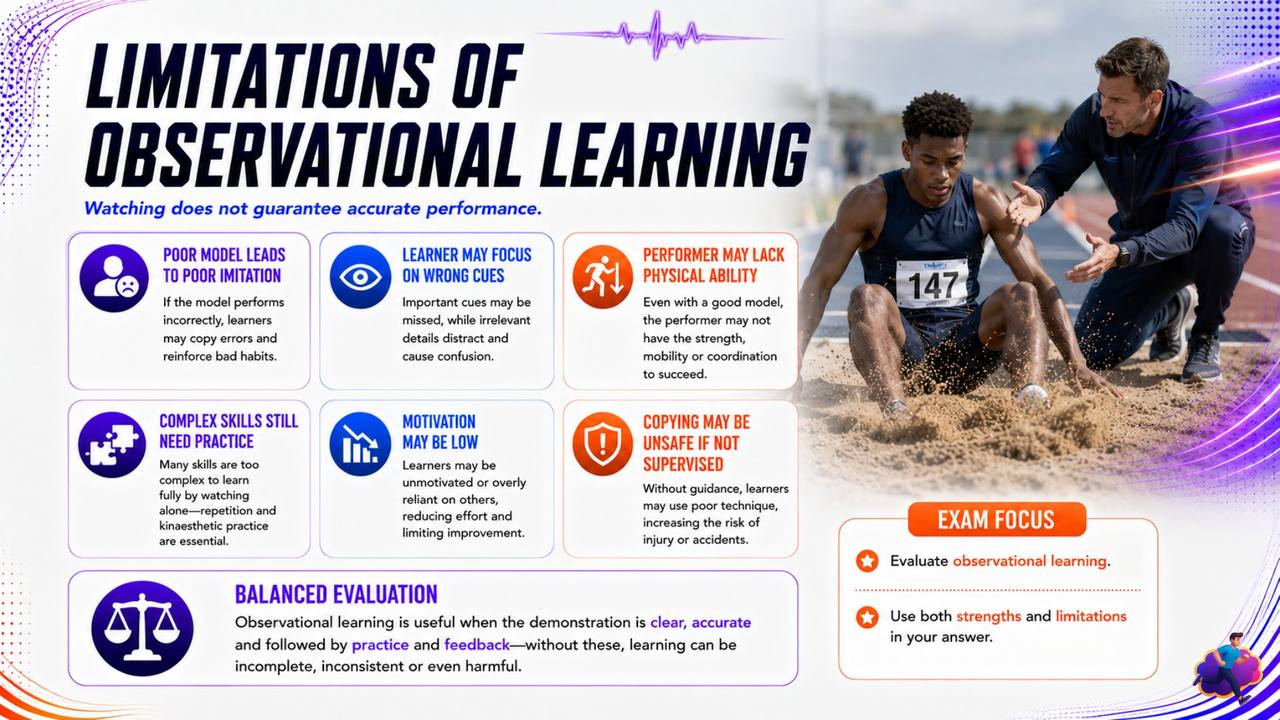 LIMITATIONS OF
OBSERVATIONAL LEARNING
Watching does not guarantee accurate performance.
POOR MODEL LEADS
TO POOR IMITATION
If the model performs
incorrectly, learners
may copy errors and
reinforce bad habits.
LEARNER MAY FOCUS
ON WRONG CUES
Important cues may be
missed, while irrelevant
details distract and
cause confusion.
PERFORMER MAY LACK
PHYSICAL ABILITY
Even with a good model,
the performer may not
have the strength,
mobility or coordination
to succeed.
COMPLEX SKILLS STILL
NEED PRACTICE
Many skills are too
complex to learn
fully by watching
alone—repetition and
kinaesthetic practice
are essential.
MOTIVATION
MAY BE LOW
Learners may be
unmotivated or overly
reliant on others,
reducing effort and
limiting improvement.
COPYING MAY BE
UNSAFE IF NOT
SUPERVISED
Without guidance, learners
may use poor technique,
increasing the risk of
injury or accidents.
BALANCED EVALUATION
Observational learning is useful when the demonstration is clear, accurate
and followed by practice and feedback—without these, learning can be
incomplete, inconsistent or even harmful.
147
EXAM FOCUS
Evaluate observational learning.
Use both strengths and limitations
in your answer.